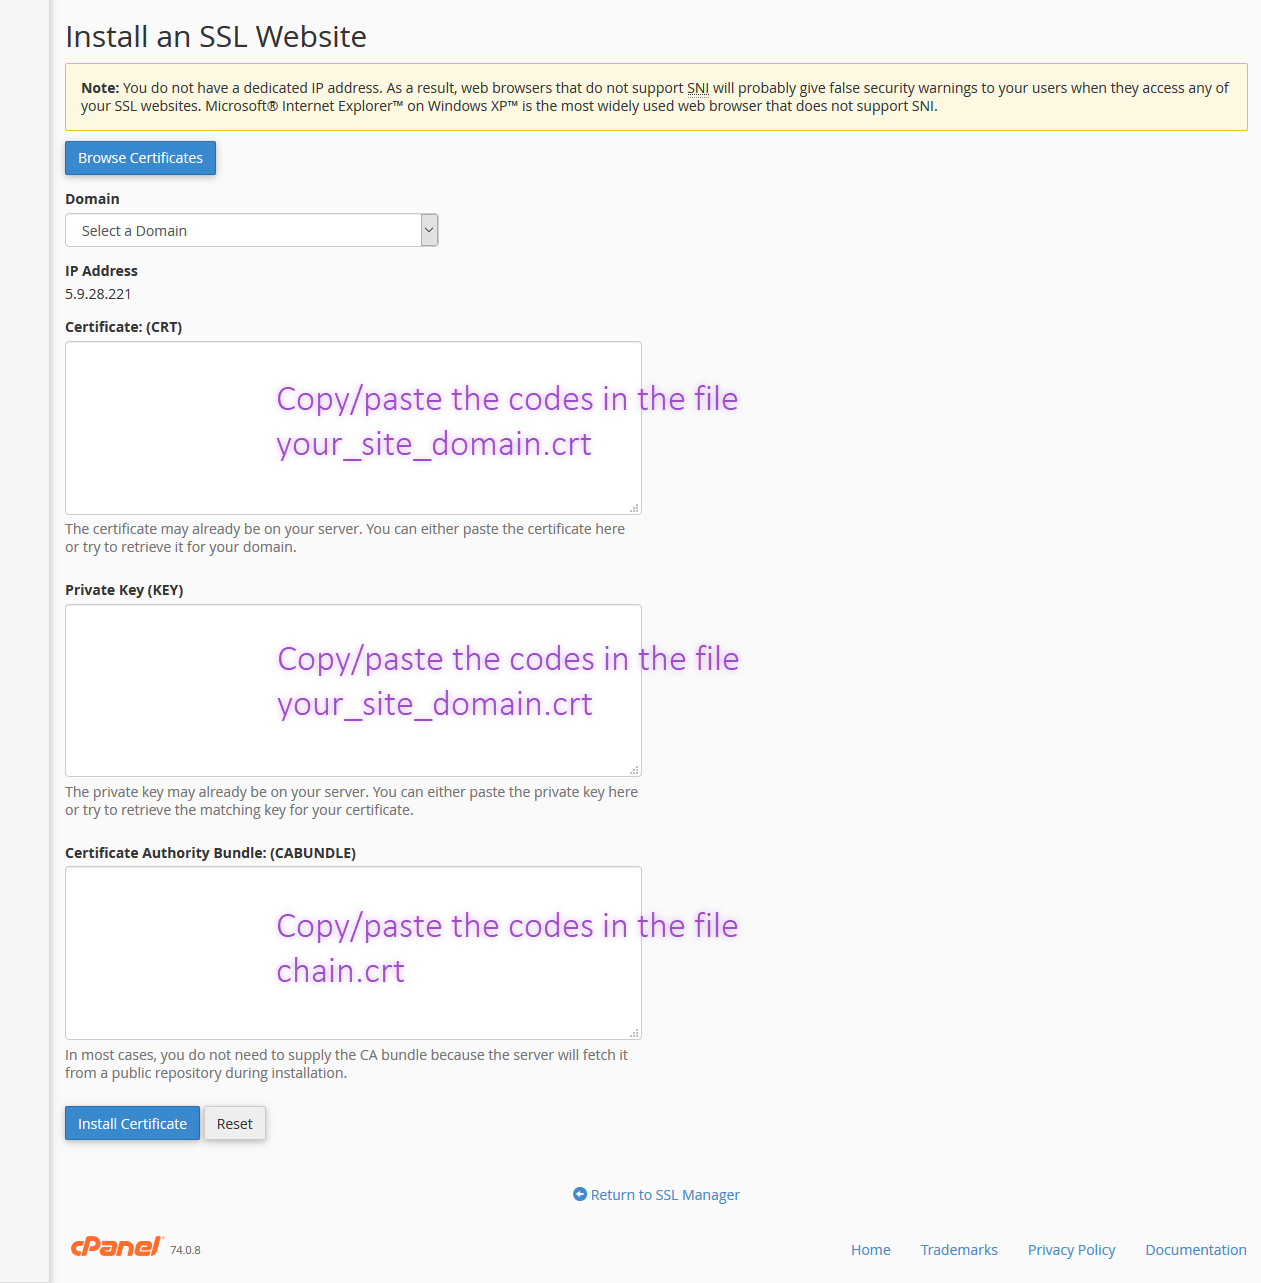 Install an SSL Website
Note: You do not have a dedicated IP address. As a result, web browsers that do not support SNI will probably give false security warnings to your users when they access any of
your SSL websites. Microsoft® Internet Explorer™ on Windows XP™ is the most widely used web browser that does not support SNI.
Browse Certificates
Domain
Select a Domain
IP Address
5.9.28.221
Certificate: (CRT)
Copy/paste the codes in the file
your_site_domain.crt
The certificate may already be on your server. You can either paste the certificate here
or try to retrieve it for your domain.
Private Key (KEY)
Copy/paste the codes in the file
your_site_domain.crt
The private key may already be on your server. You can either paste the private key here
or try to retrieve the matching key for your certificate.
Certificate Authority Bundle: (CABUNDLE)
Copy/paste the codes in the file
chain.crt
In most cases, you do not need to supply the CA bundle because the server will fetch it
from a public repository during installation.
Install Certificate Reset
Return to SSL Manager
cPanel 74.0.8 Home Trademarks Privacy Policy Documentation